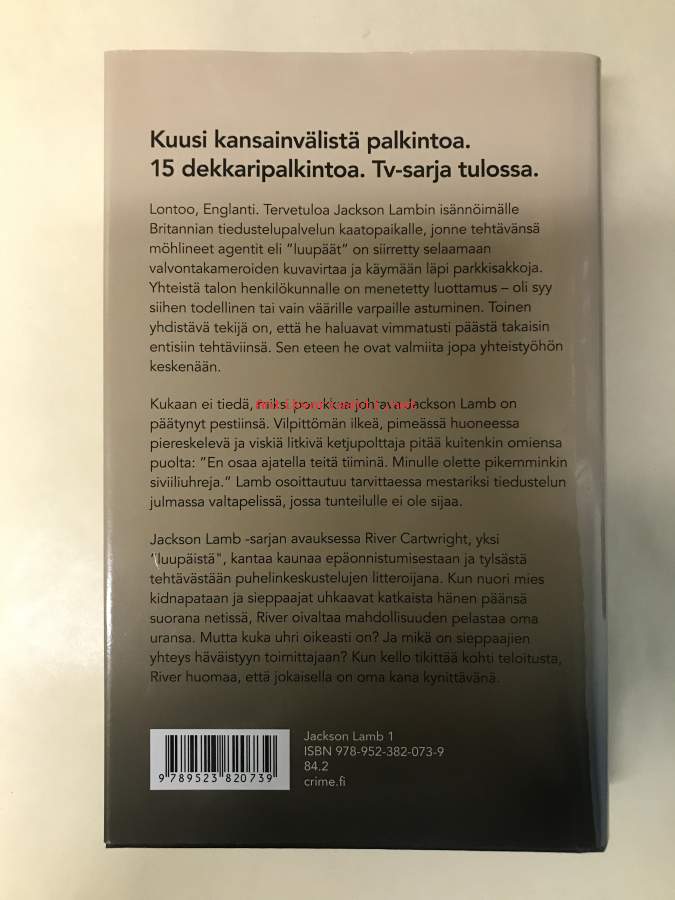 Kuusi kansainvälistä palkintoa.
15 dekkaripalkintoa. Tv-sarja tulossa.
Lontoo, Englanti. Tervetuloa Jackson Lambin isännöimälle
Britannian tiedustelupalvelun kaatopaikalle, jonne tehtävänsä
möhlineet agentit eli ”luupäät” on siirretty selaamaan
valvontakameroiden kuvavirtaa ja käymään läpi parkkisakkoja.
Yhteistä talon henkilökunnalle on menetetty luottamus – oli syy
siihen todellinen tai vain väärille varpaille astuminen. Toinen
yhdistävä tekijä on, että he haluavat vimmatusti päästä takaisin
entisiin tehtäviinsä. Sen eteen he ovat valmiita jopa yhteistyöhön
keskenään.
Kukaan ei tiedä, miksi porukkaa johtava Jackson Lamb on
päätynyt pestiinsä. Vilpittömän ilkeä, pimeässä huoneessa
piereskelevä ja viskiä litkivä ketjupolttaja pitää kuitenkin omiensa
puolta: ”En osaa ajatella teitä tiiminä. Minulle olette pikemminkin
siviiliuhreja.” Lamb osoittautuu tarvittaessa mestariksi tiedustelun
julmassa valtapelissä, jossa tunteilulle ei ole sijaa.
Jackson Lamb -sarjan avauksessa River Cartwright, yksi
”luupäistä", kantaa kaunaa epäonnistumisestaan ja tylsästä
tehtävästään puhelinkeskustelujen litteroijana. Kun nuori mies
kidnapataan ja sieppaajat uhkaavat katkaista hänen päänsä
suorana netissä, River oivaltaa mahdollisuuden pelastaa oma
uransa. Mutta kuka uhri oikeasti on? Ja mikä on sieppaajien
yhteys häväistyyn toimittajaan? Kun kello tikittää kohti teloitusta,
River huomaa, että jokaisella on oma kana kynittävänä.
Jackson Lamb 1
ISBN 978-952-382-073-9
84.2
crime.fi
9 789523 820739